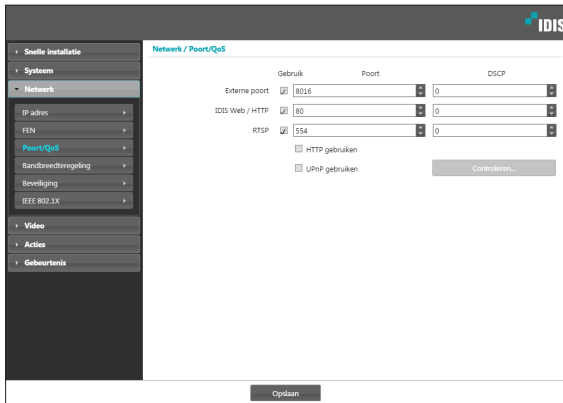 IDIS
Snelle installatie
Systeem
Netwerk
IP adres
FEN
Poort/QoS
Bandbreedteregeling
Beveiliging
IEEE 802.1X
Video
Acties
Gebeurtenis
Netwerk / Poort/QoS
Gebruik Poort DSCP
Externe poort 8016 0
IDIS Web / HTTP 80 0
RTSP 554 0
HTTP gebruiken
UPnP gebruiken Controleren...
Opslaan